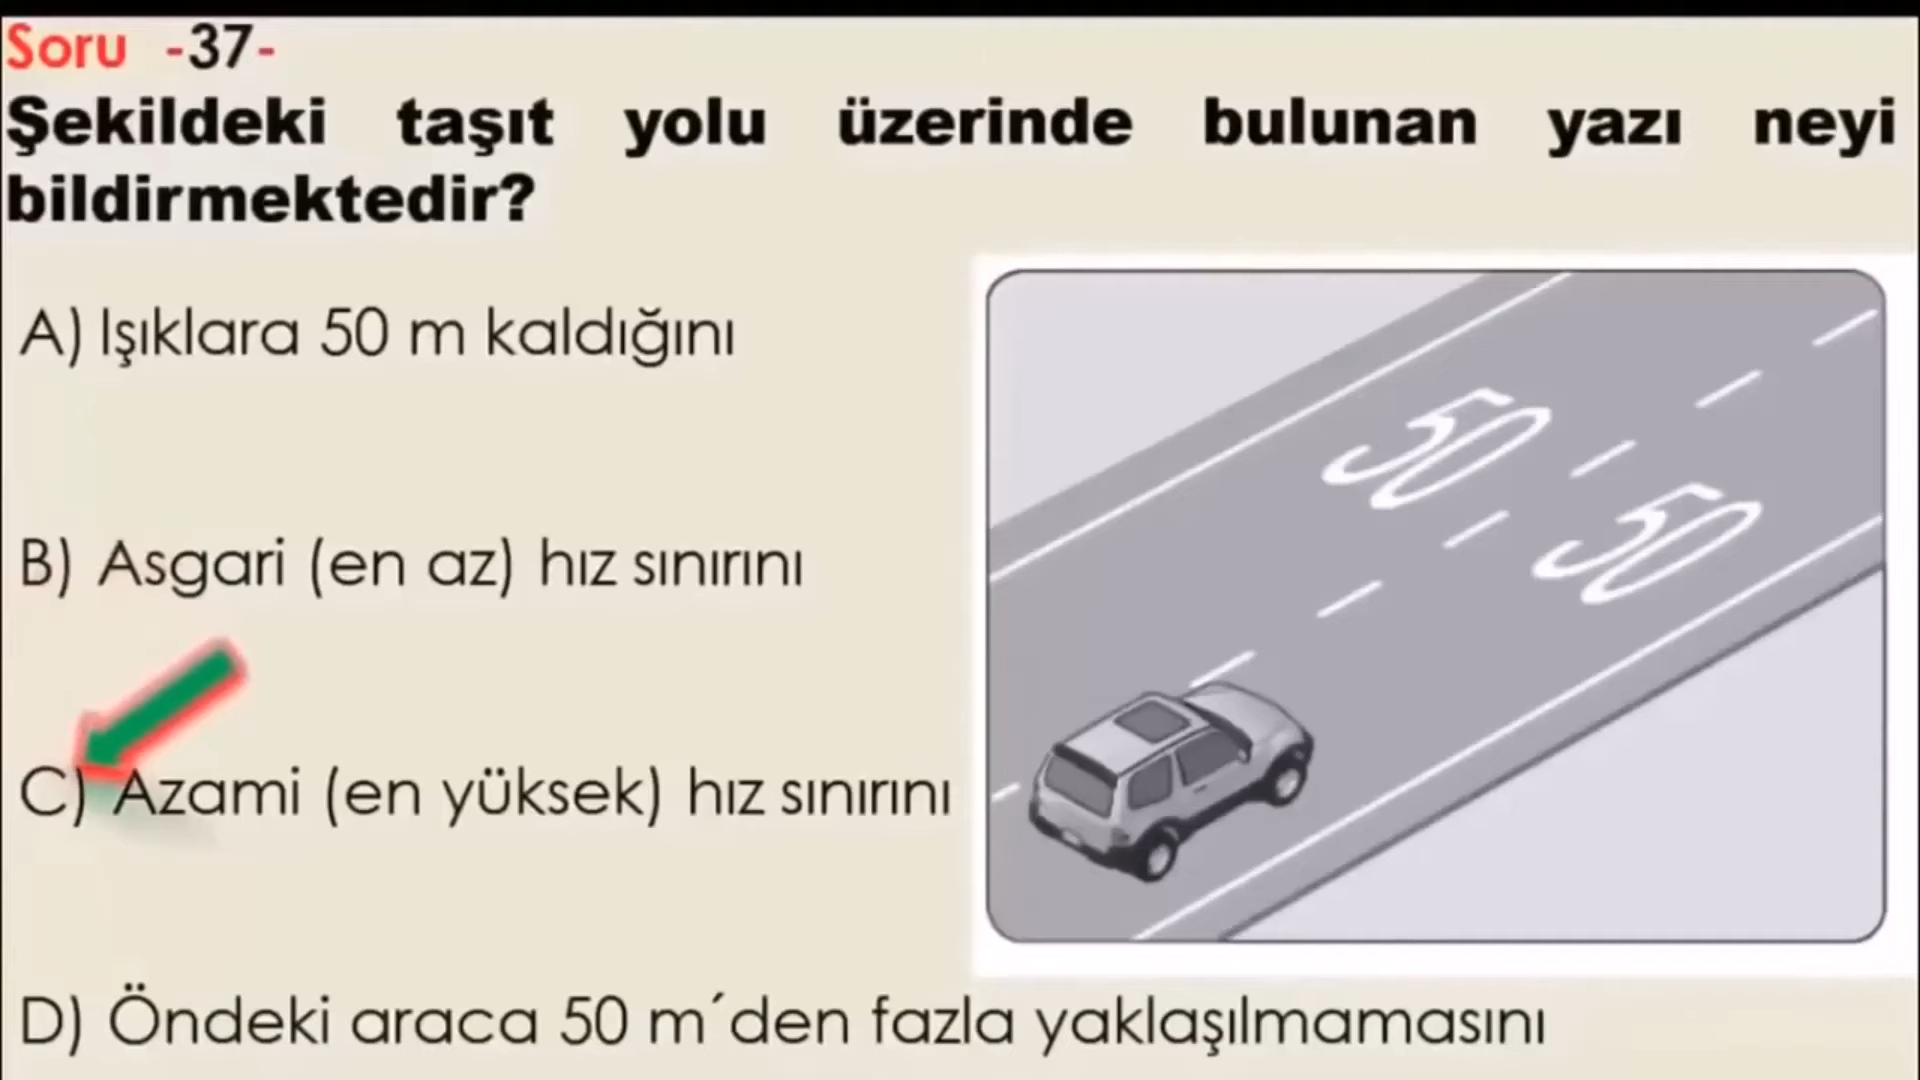 Soru -37-
Şekildeki taşıt yolu üzerinde bulunan yazı neyi
bildirmektedir?
A) Işıklara 50 m kaldığını
B) Asgari (en az) hız sınırını
C) Azami (en yüksek) hız sınırını
D) Öndeki araca 50 m´den fazla yaklaşılmamasını
50
50